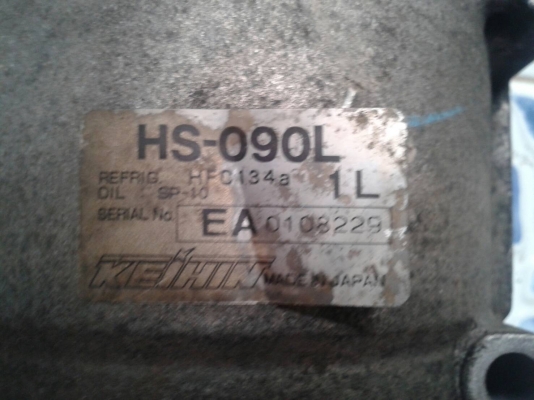 HS-090L
REFRIG. HFC134a 1L
OIL SP-10
SERIAL No EA 0108229
KEIHIN MADE IN JAPAN